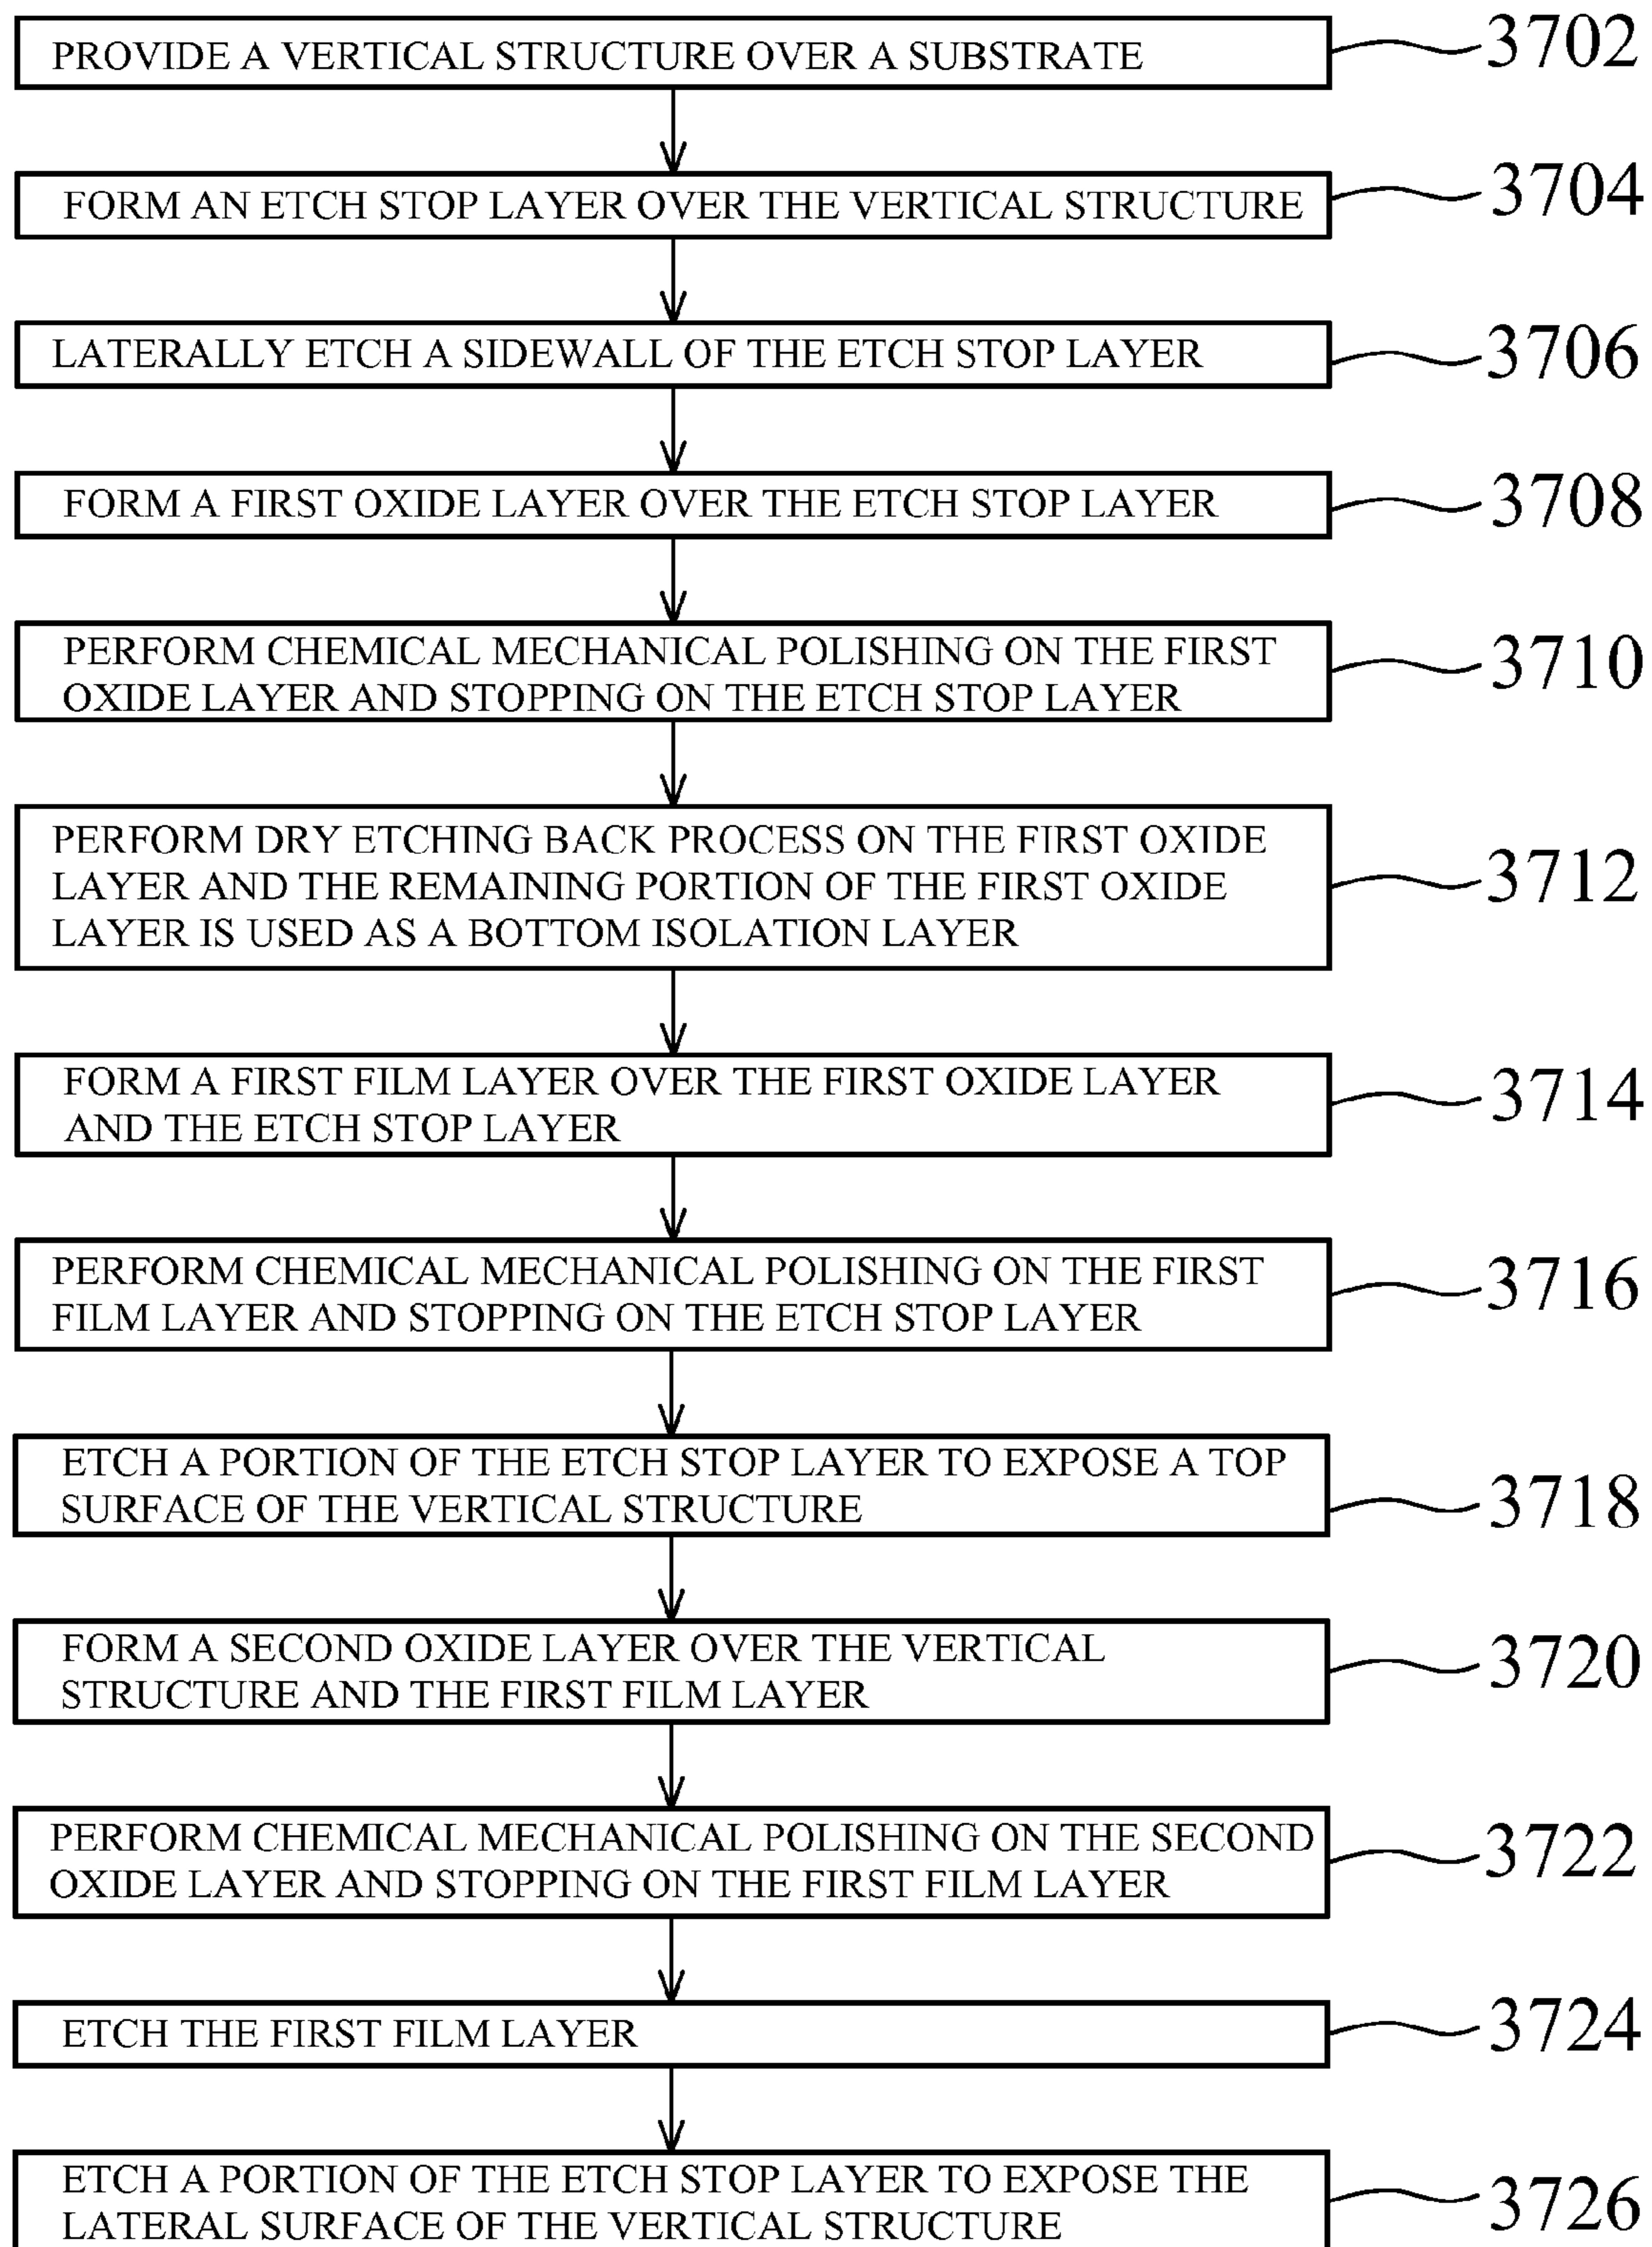 PROVIDE A VERTICAL STRUCTURE OVER A SUBSTRATE
3702
FORM AN ETCH STOP LAYER OVER THE VERTICAL STRUCTURE
3704
LATERALLY ETCH A SIDEWALL OF THE ETCH STOP LAYER
3706
FORM A FIRST OXIDE LAYER OVER THE ETCH STOP LAYER
3708
PERFORM CHEMICAL MECHANICAL POLISHING ON THE FIRST
OXIDE LAYER AND STOPPING ON THE ETCH STOP LAYER
3710
PERFORM DRY ETCHING BACK PROCESS ON THE FIRST OXIDE
LAYER AND THE REMAINING PORTION OF THE FIRST OXIDE
LAYER IS USED AS A BOTTOM ISOLATION LAYER
3712
FORM A FIRST FILM LAYER OVER THE FIRST OXIDE LAYER
AND THE ETCH STOP LAYER
3714
PERFORM CHEMICAL MECHANICAL POLISHING ON THE FIRST
FILM LAYER AND STOPPING ON THE ETCH STOP LAYER
3716
ETCH A PORTION OF THE ETCH STOP LAYER TO EXPOSE A TOP
SURFACE OF THE VERTICAL STRUCTURE
3718
FORM A SECOND OXIDE LAYER OVER THE VERTICAL
STRUCTURE AND THE FIRST FILM LAYER
3720
PERFORM CHEMICAL MECHANICAL POLISHING ON THE SECOND
OXIDE LAYER AND STOPPING ON THE FIRST FILM LAYER
3722
ETCH THE FIRST FILM LAYER
3724
ETCH A PORTION OF THE ETCH STOP LAYER TO EXPOSE THE
LATERAL SURFACE OF THE VERTICAL STRUCTURE
3726